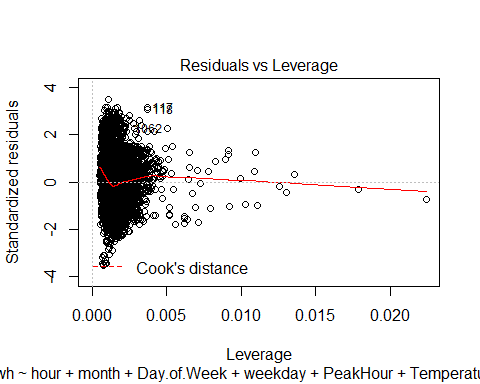 Residuals vs Leverage
Standardized residuals
4
2
0
-2
-4
118
Cook's distance
0.000 0.005 0.010 0.015 0.020
Leverage
wh ~ hour + month + Day.of.Week + weekday + PeakHour + Temperatu